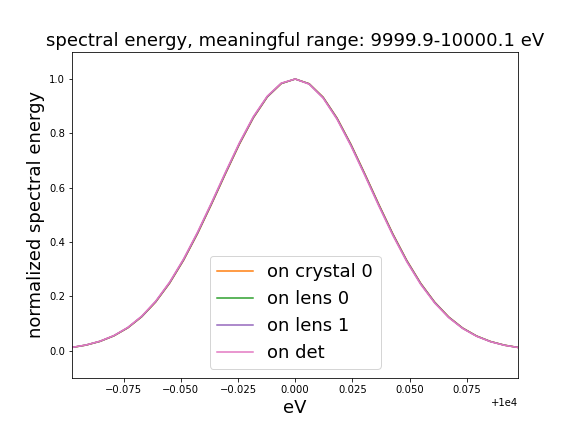 spectral energy, meaningful range: 9999.9-10000.1 eV
normalized spectral energy
1.0
0.8
0.6
0.4
0.2
0.0
on crystal 0
on lens 0
on lens 1
on det
−0.075 −0.050 −0.025 0.000 0.025 0.050 0.075
eV
+1e4